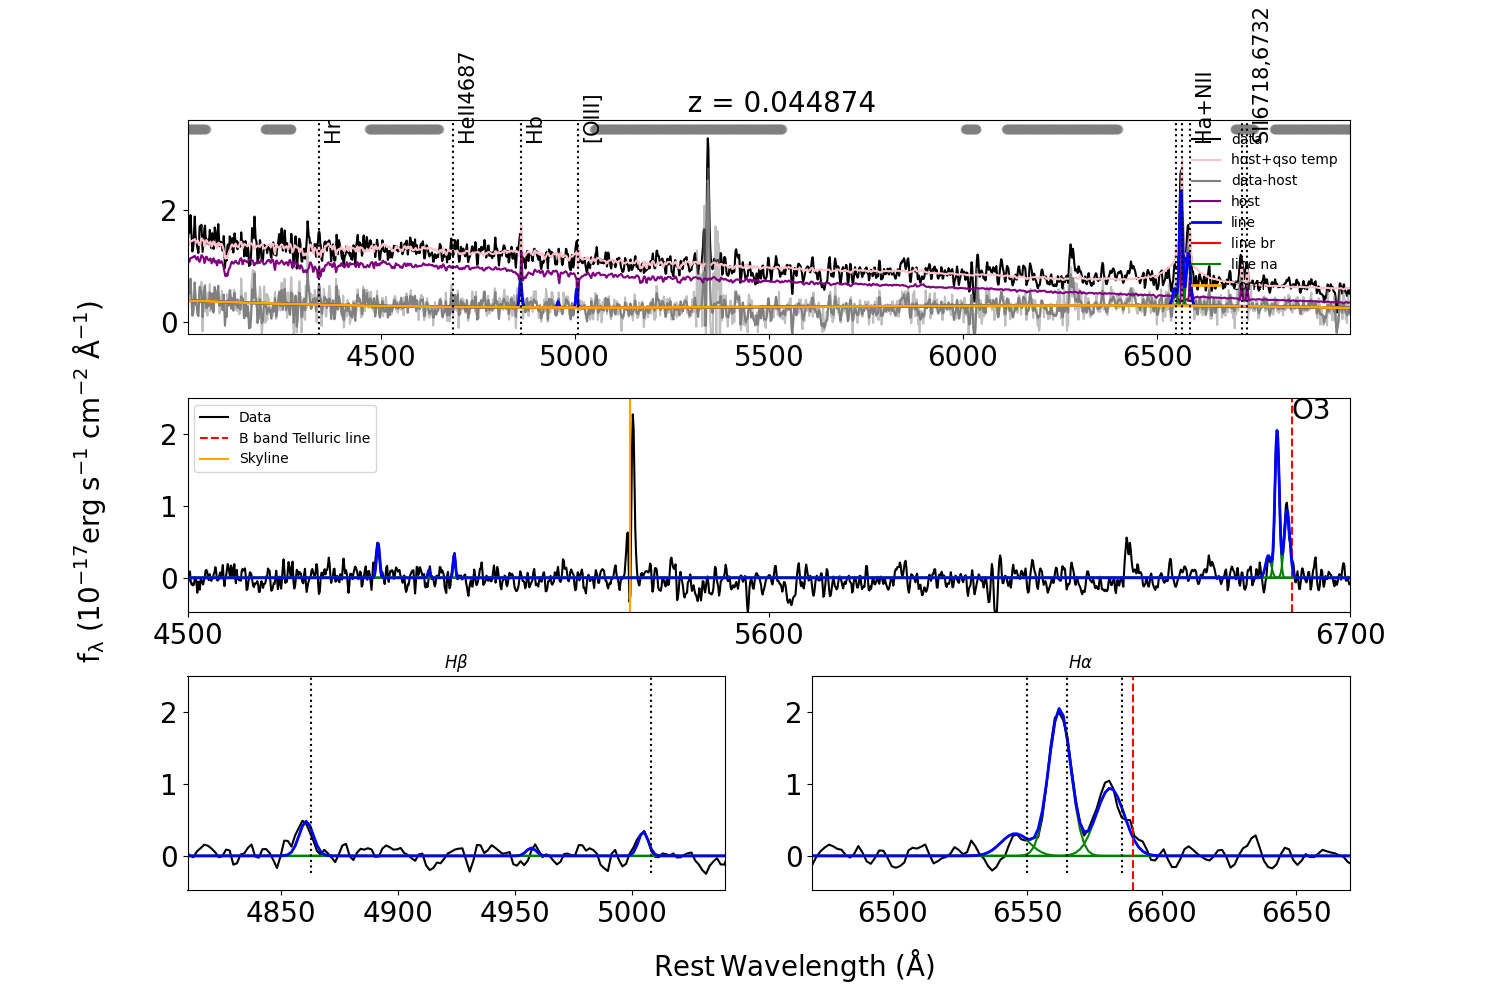 z = 0.044874
Hr
HeII4687
Hb
[OIII]
Ha+NII
SII6718,6732
data
host+qso temp
data-host
host
line
line br
line na
2
0
4500 5000 5500 6000 6500
fλ (10⁻¹⁷erg s⁻¹ cm⁻² Å⁻¹)
Data
B band Telluric line
Skyline
O3
2
1
0
4500 5600 6700
Hβ
2
1
0
4850 4900 4950 5000
Hα
2
1
0
6500 6550 6600 6650
Rest Wavelength (Å)